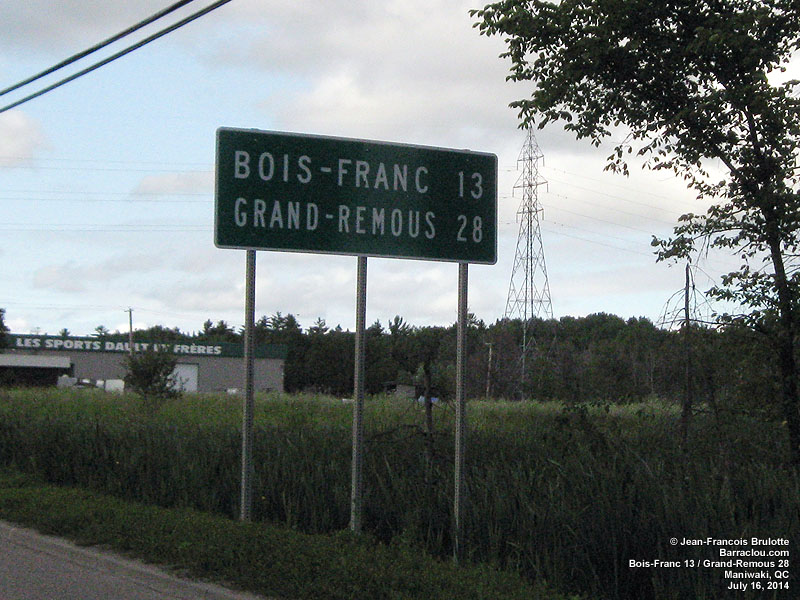 BOIS-FRANC 13
GRAND-REMOUS 28
LES SPORTS DAULT FRÈRES
© Jean-Francois Brulotte
Barraclou.com
Bois-Franc 13 / Grand-Remous 28
Maniwaki, QC
July 16, 2014